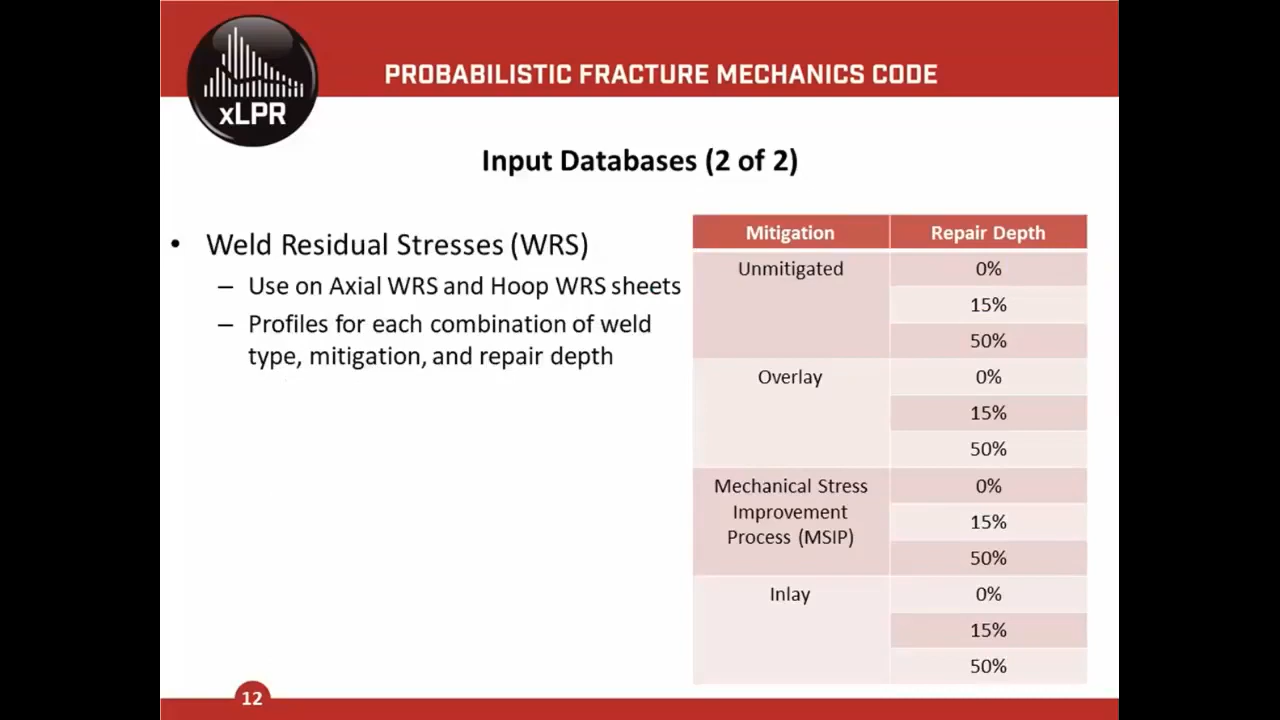 xLPR
PROBABILISTIC FRACTURE MECHANICS CODE
Input Databases (2 of 2)
• Weld Residual Stresses (WRS)
– Use on Axial WRS and Hoop WRS sheets
– Profiles for each combination of weld
type, mitigation, and repair depth
Mitigation Repair Depth
Unmitigated 0%
15%
50%
Overlay 0%
15%
50%
Mechanical Stress 0%
Improvement 15%
Process (MSIP)
50%
Inlay 0%
15%
50%
12